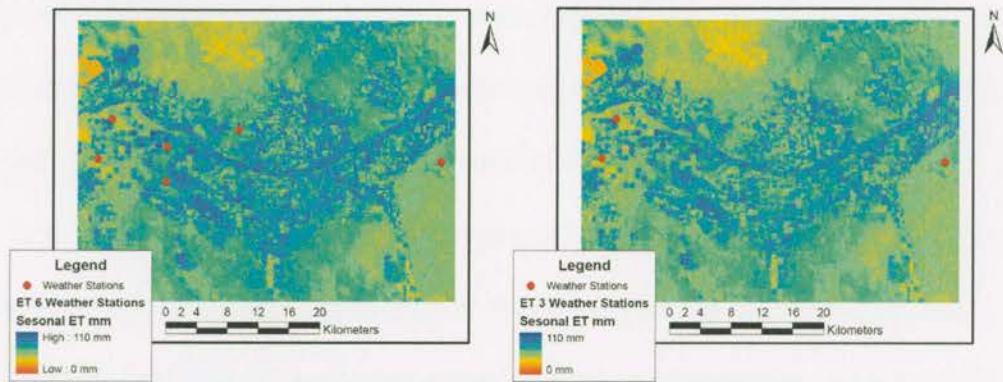 N
Legend
Weather Stations
ET 6 Weather Stations
Sesonal ET mm
High : 110 mm
Low : 0 mm
0 2 4 8 12 16 20
Kilometers
N
Legend
Weather Stations
ET 3 Weather Stations
Sesonal ET mm
110 mm
0 mm
0 2 4 8 12 16 20
Kilometers